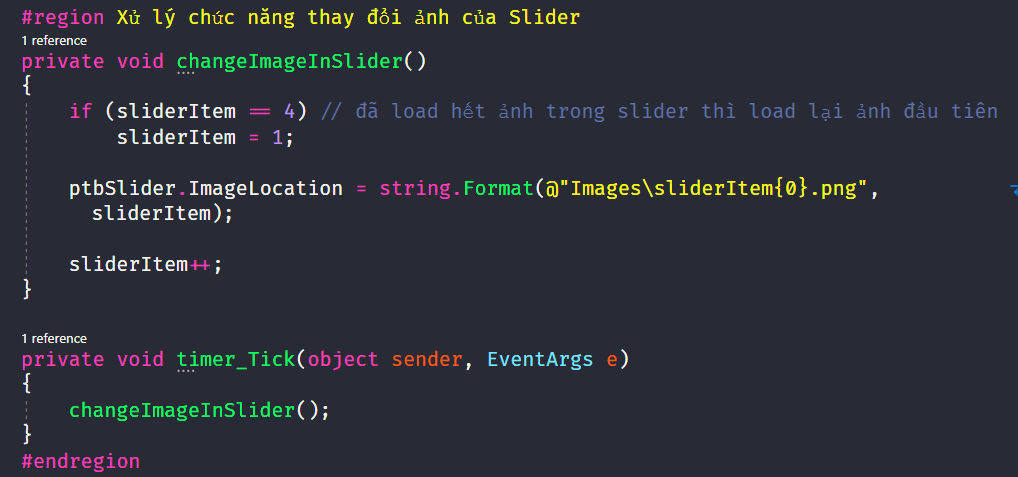 #region Xử lý chức năng thay đổi ảnh của Slider
1 reference
private void changeImageInSlider()
{
if (sliderItem == 4) // đã load hết ảnh trong slider thì load lại ảnh đầu tiên
sliderItem = 1;
ptbSlider.ImageLocation = string.Format(@"Images\sliderItem{0}.png",
sliderItem);
sliderItem++;
}
1 reference
private void timer_Tick(object sender, EventArgs e)
{
changeImageInSlider();
}
#endregion